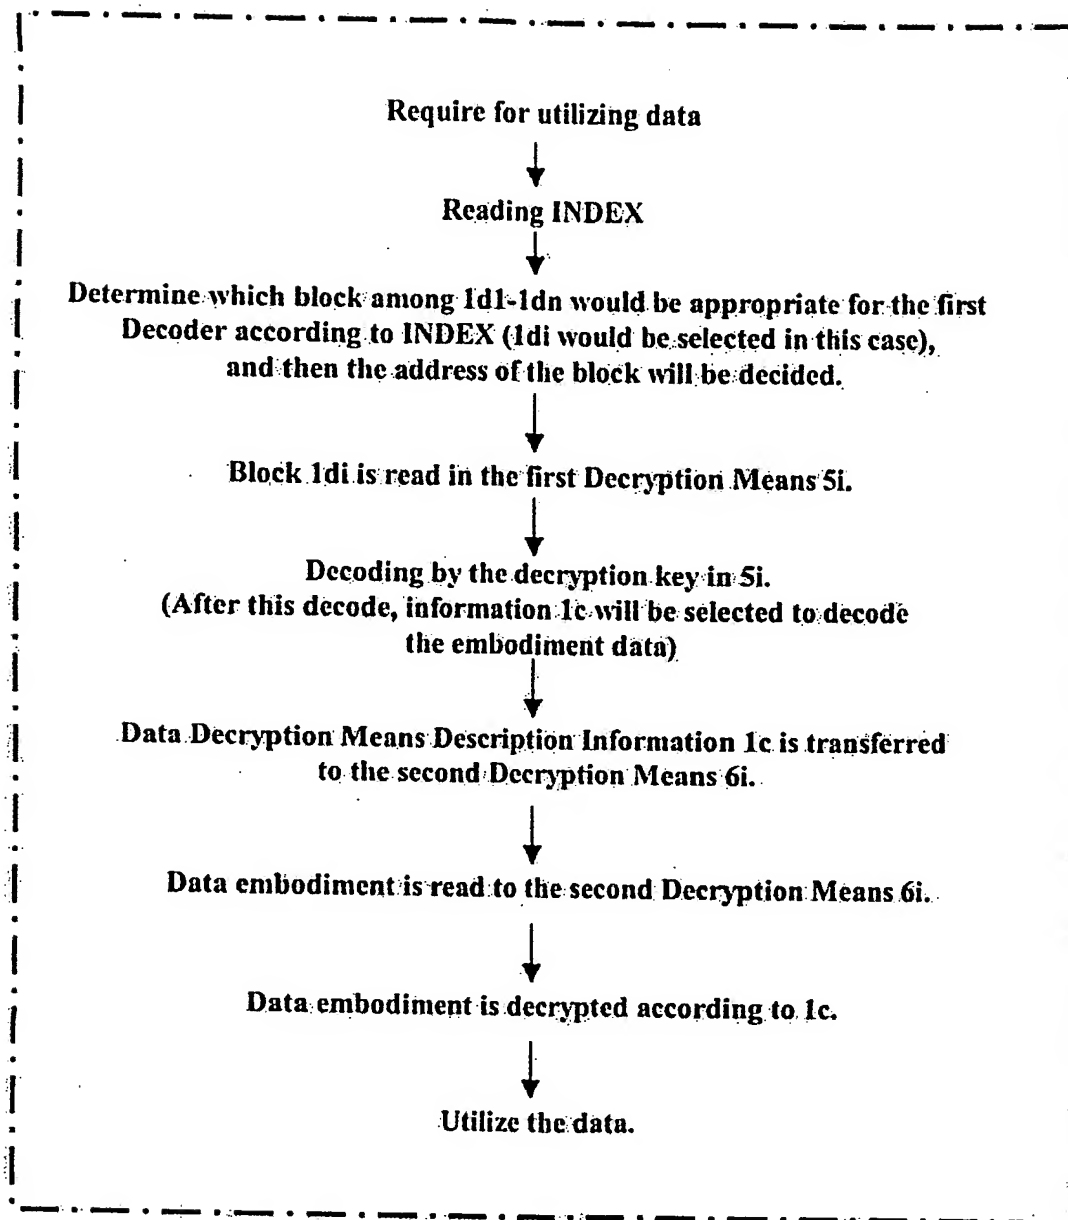 Require for utilizing data
Reading INDEX
Determine which block among 1d1-1dn would be appropriate for the first
Decoder according to INDEX (1di would be selected in this case),
and then the address of the block will be decided.
Block 1di is read in the first Decryption Means 5i.
Decoding by the decryption key in 5i.
(After this decode, information 1c will be selected to decode
the embodiment data)
Data Decryption Means Description Information 1c is transferred
to the second Decryption Means 6i.
Data embodiment is read to the second Decryption Means 6i.
Data embodiment is decrypted according to 1c.
Utilize the data.